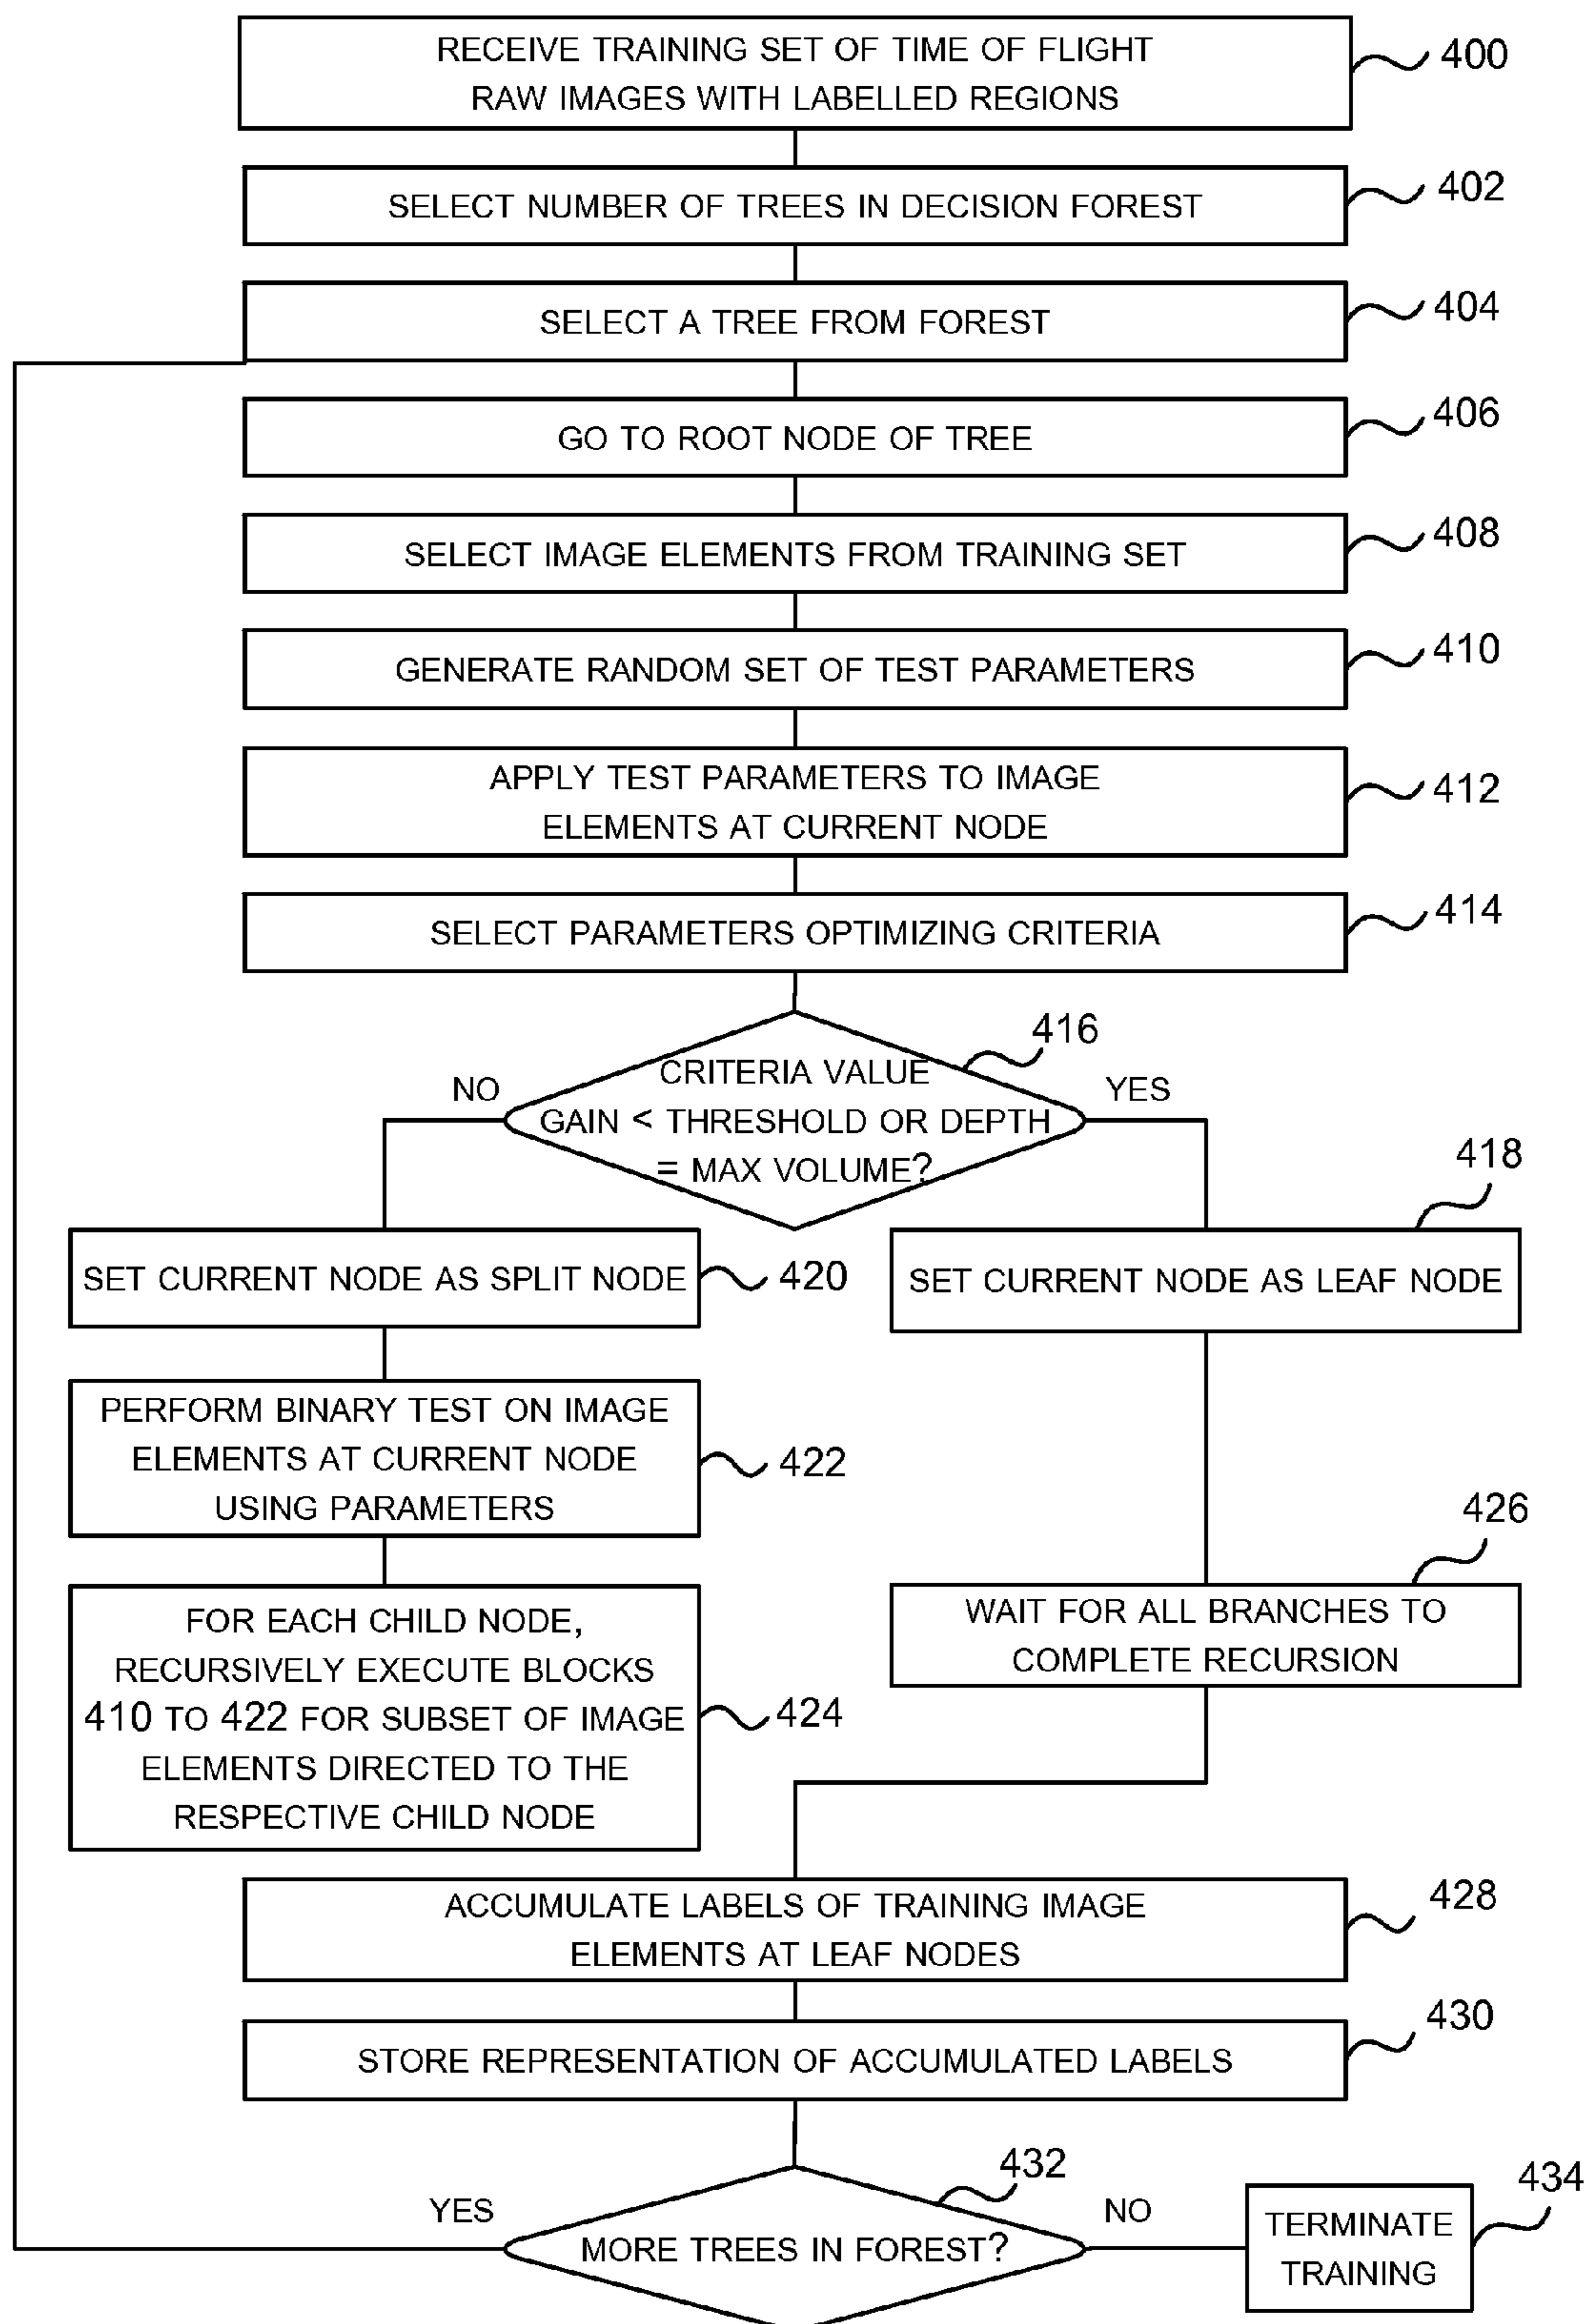 RECEIVE TRAINING SET OF TIME OF FLIGHT
RAW IMAGES WITH LABELLED REGIONS
400
SELECT NUMBER OF TREES IN DECISION FOREST
402
SELECT A TREE FROM FOREST
404
GO TO ROOT NODE OF TREE
406
SELECT IMAGE ELEMENTS FROM TRAINING SET
408
GENERATE RANDOM SET OF TEST PARAMETERS
410
APPLY TEST PARAMETERS TO IMAGE
ELEMENTS AT CURRENT NODE
412
SELECT PARAMETERS OPTIMIZING CRITERIA
414
416
CRITERIA VALUE
GAIN < THRESHOLD OR DEPTH
= MAX VOLUME?
NO
YES
418
SET CURRENT NODE AS SPLIT NODE
420
SET CURRENT NODE AS LEAF NODE
PERFORM BINARY TEST ON IMAGE
ELEMENTS AT CURRENT NODE
USING PARAMETERS
422
426
WAIT FOR ALL BRANCHES TO
COMPLETE RECURSION
FOR EACH CHILD NODE,
RECURSIVELY EXECUTE BLOCKS
410 TO 422 FOR SUBSET OF IMAGE
ELEMENTS DIRECTED TO THE
RESPECTIVE CHILD NODE
424
ACCUMULATE LABELS OF TRAINING IMAGE
ELEMENTS AT LEAF NODES
428
STORE REPRESENTATION OF ACCUMULATED LABELS
430
432
YES
MORE TREES IN FOREST?
NO
434
TERMINATE
TRAINING